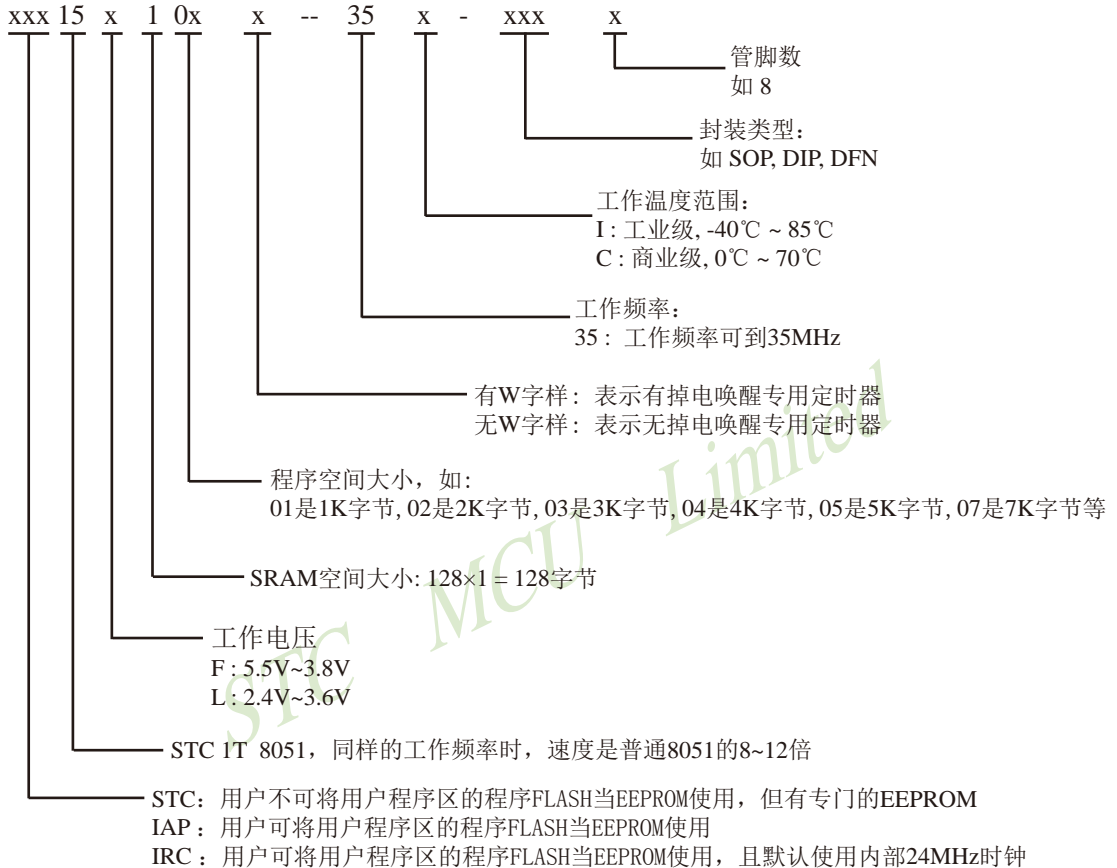 xxx 15 x 1 0x x -- 35 x - xxx x
管脚数
如 8
封装类型：
如 SOP, DIP, DFN
工作温度范围：
I : 工业级, -40℃ ~ 85℃
C : 商业级, 0℃ ~ 70℃
工作频率：
35 : 工作频率可到35MHz
有W字样： 表示有掉电唤醒专用定时器
无W字样： 表示无掉电唤醒专用定时器
程序空间大小，如：
01是1K字节, 02是2K字节, 03是3K字节, 04是4K字节, 05是5K字节, 07是7K字节等
SRAM空间大小: 128×1 = 128字节
工作电压
F : 5.5V~3.8V
L : 2.4V~3.6V
STC 1T 8051，同样的工作频率时，速度是普通8051的8~12倍
STC：用户不可将用户程序区的程序FLASH当EEPROM使用，但有专门的EEPROM
IAP：用户可将用户程序区的程序FLASH当EEPROM使用
IRC：用户可将用户程序区的程序FLASH当EEPROM使用，且默认使用内部24MHz时钟
STC MCU Limited